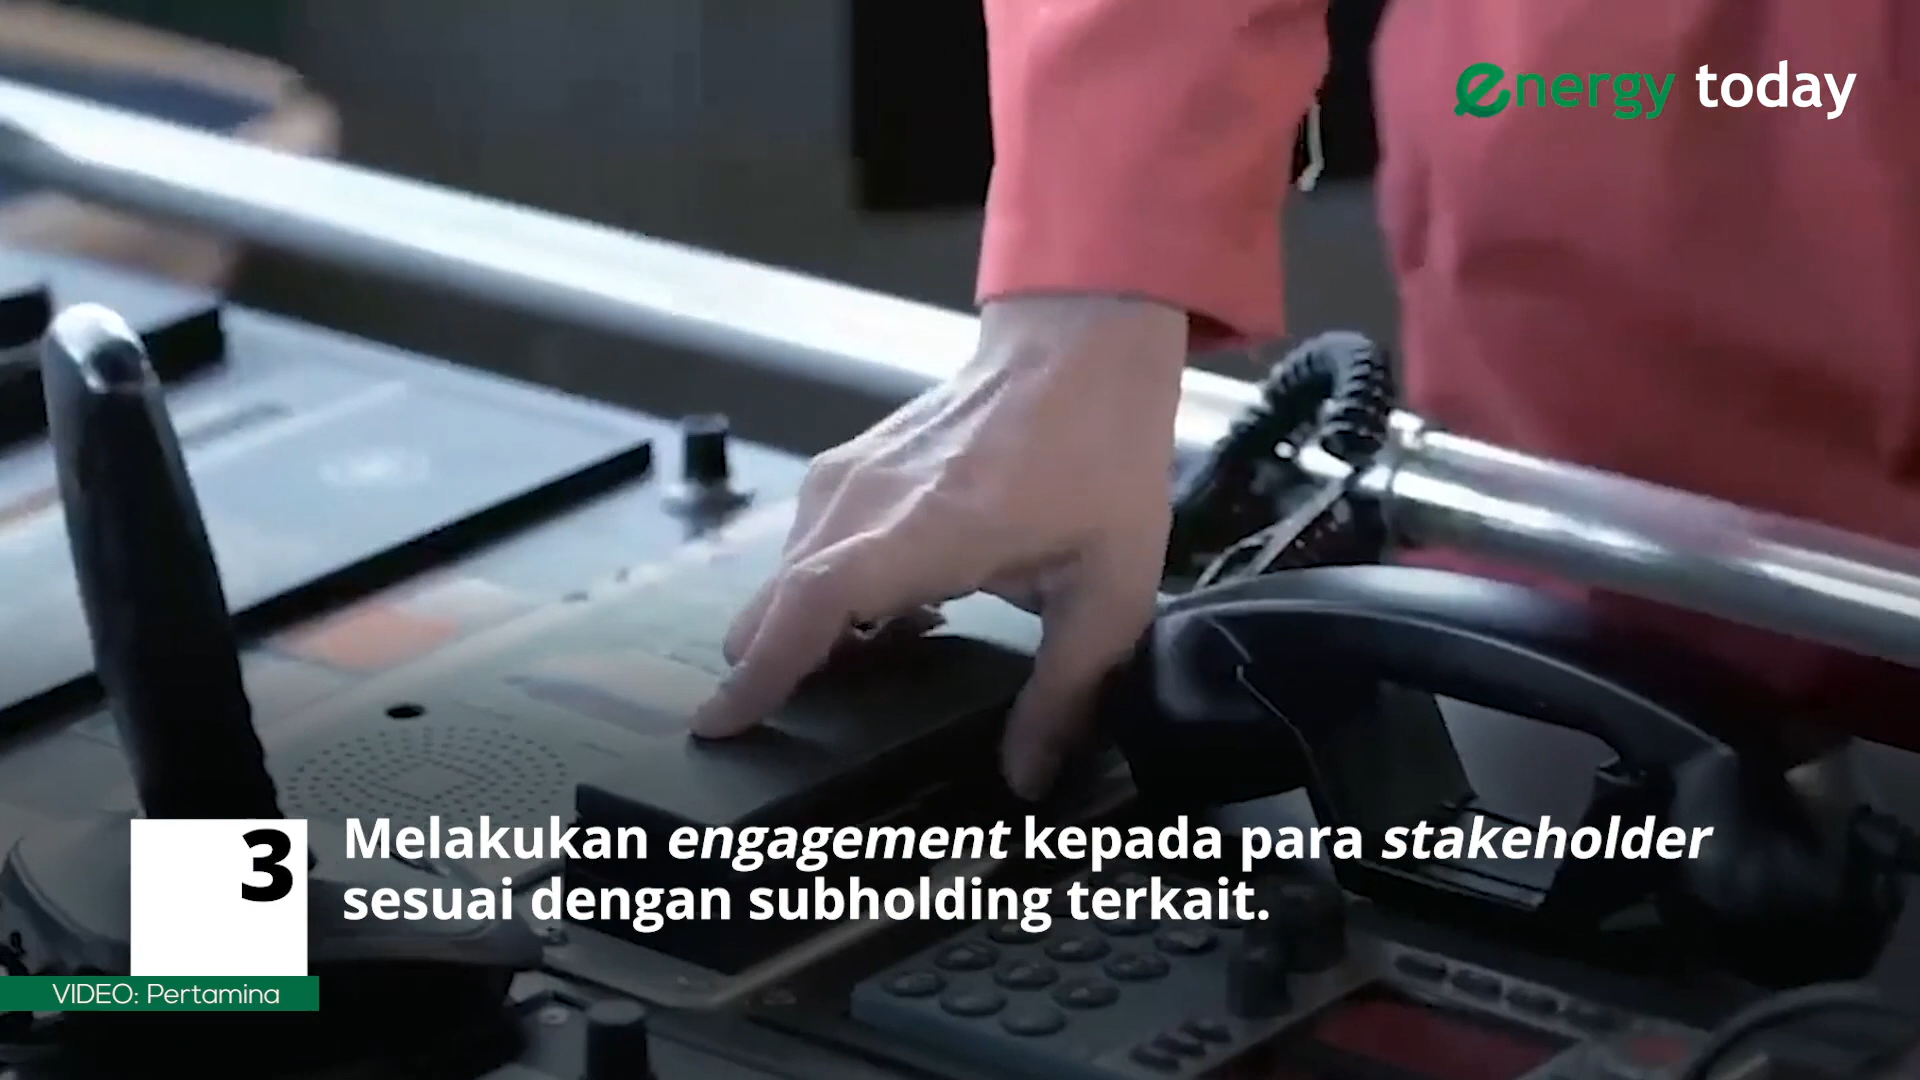 energy today
3
Melakukan engagement kepada para stakeholder
sesuai dengan subholding terkait.
VIDEO: Pertamina